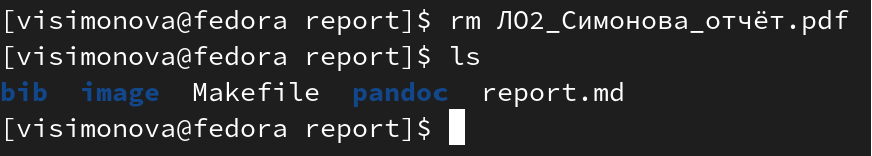 [visimonova@fedora report]$ rm ЛО2_Симонова_отчёт.pdf
[visimonova@fedora report]$ ls
bib  image  Makefile  pandoc  report.md
[visimonova@fedora report]$